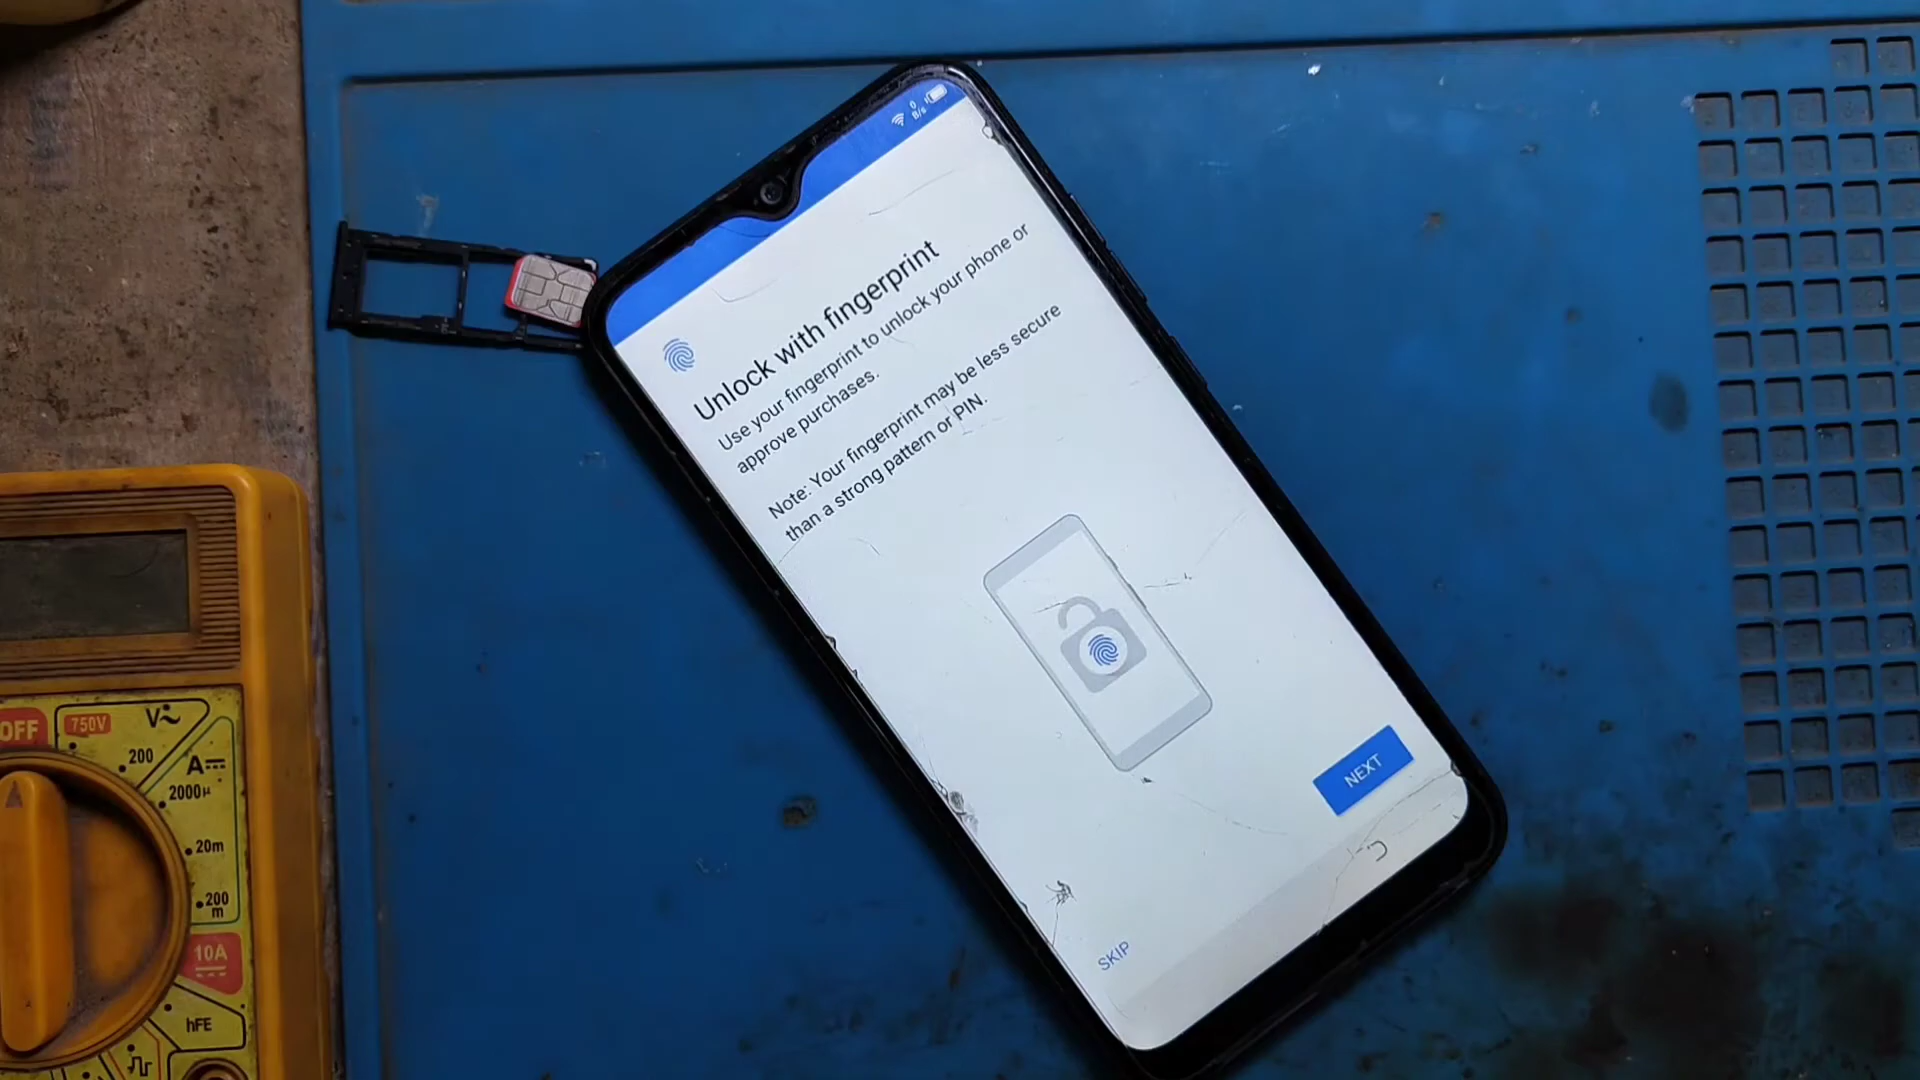 0
B/s
Unlock with fingerprint
Use your fingerprint to unlock your phone or
approve purchases.
Note: Your fingerprint may be less secure
than a strong pattern or PIN.
NEXT
SKIP
OFF
750V
V
200
A
2000µ
20m
200
m
10A
hFE